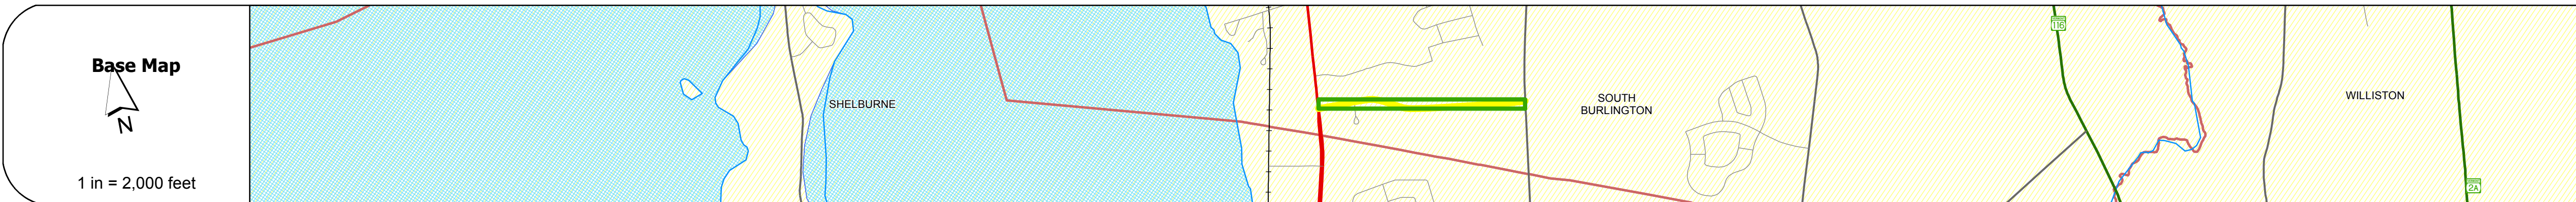 Base Map
N
1 in = 2,000 feet
SHELBURNE
SOUTH
BURLINGTON
116
WILLISTON
2A